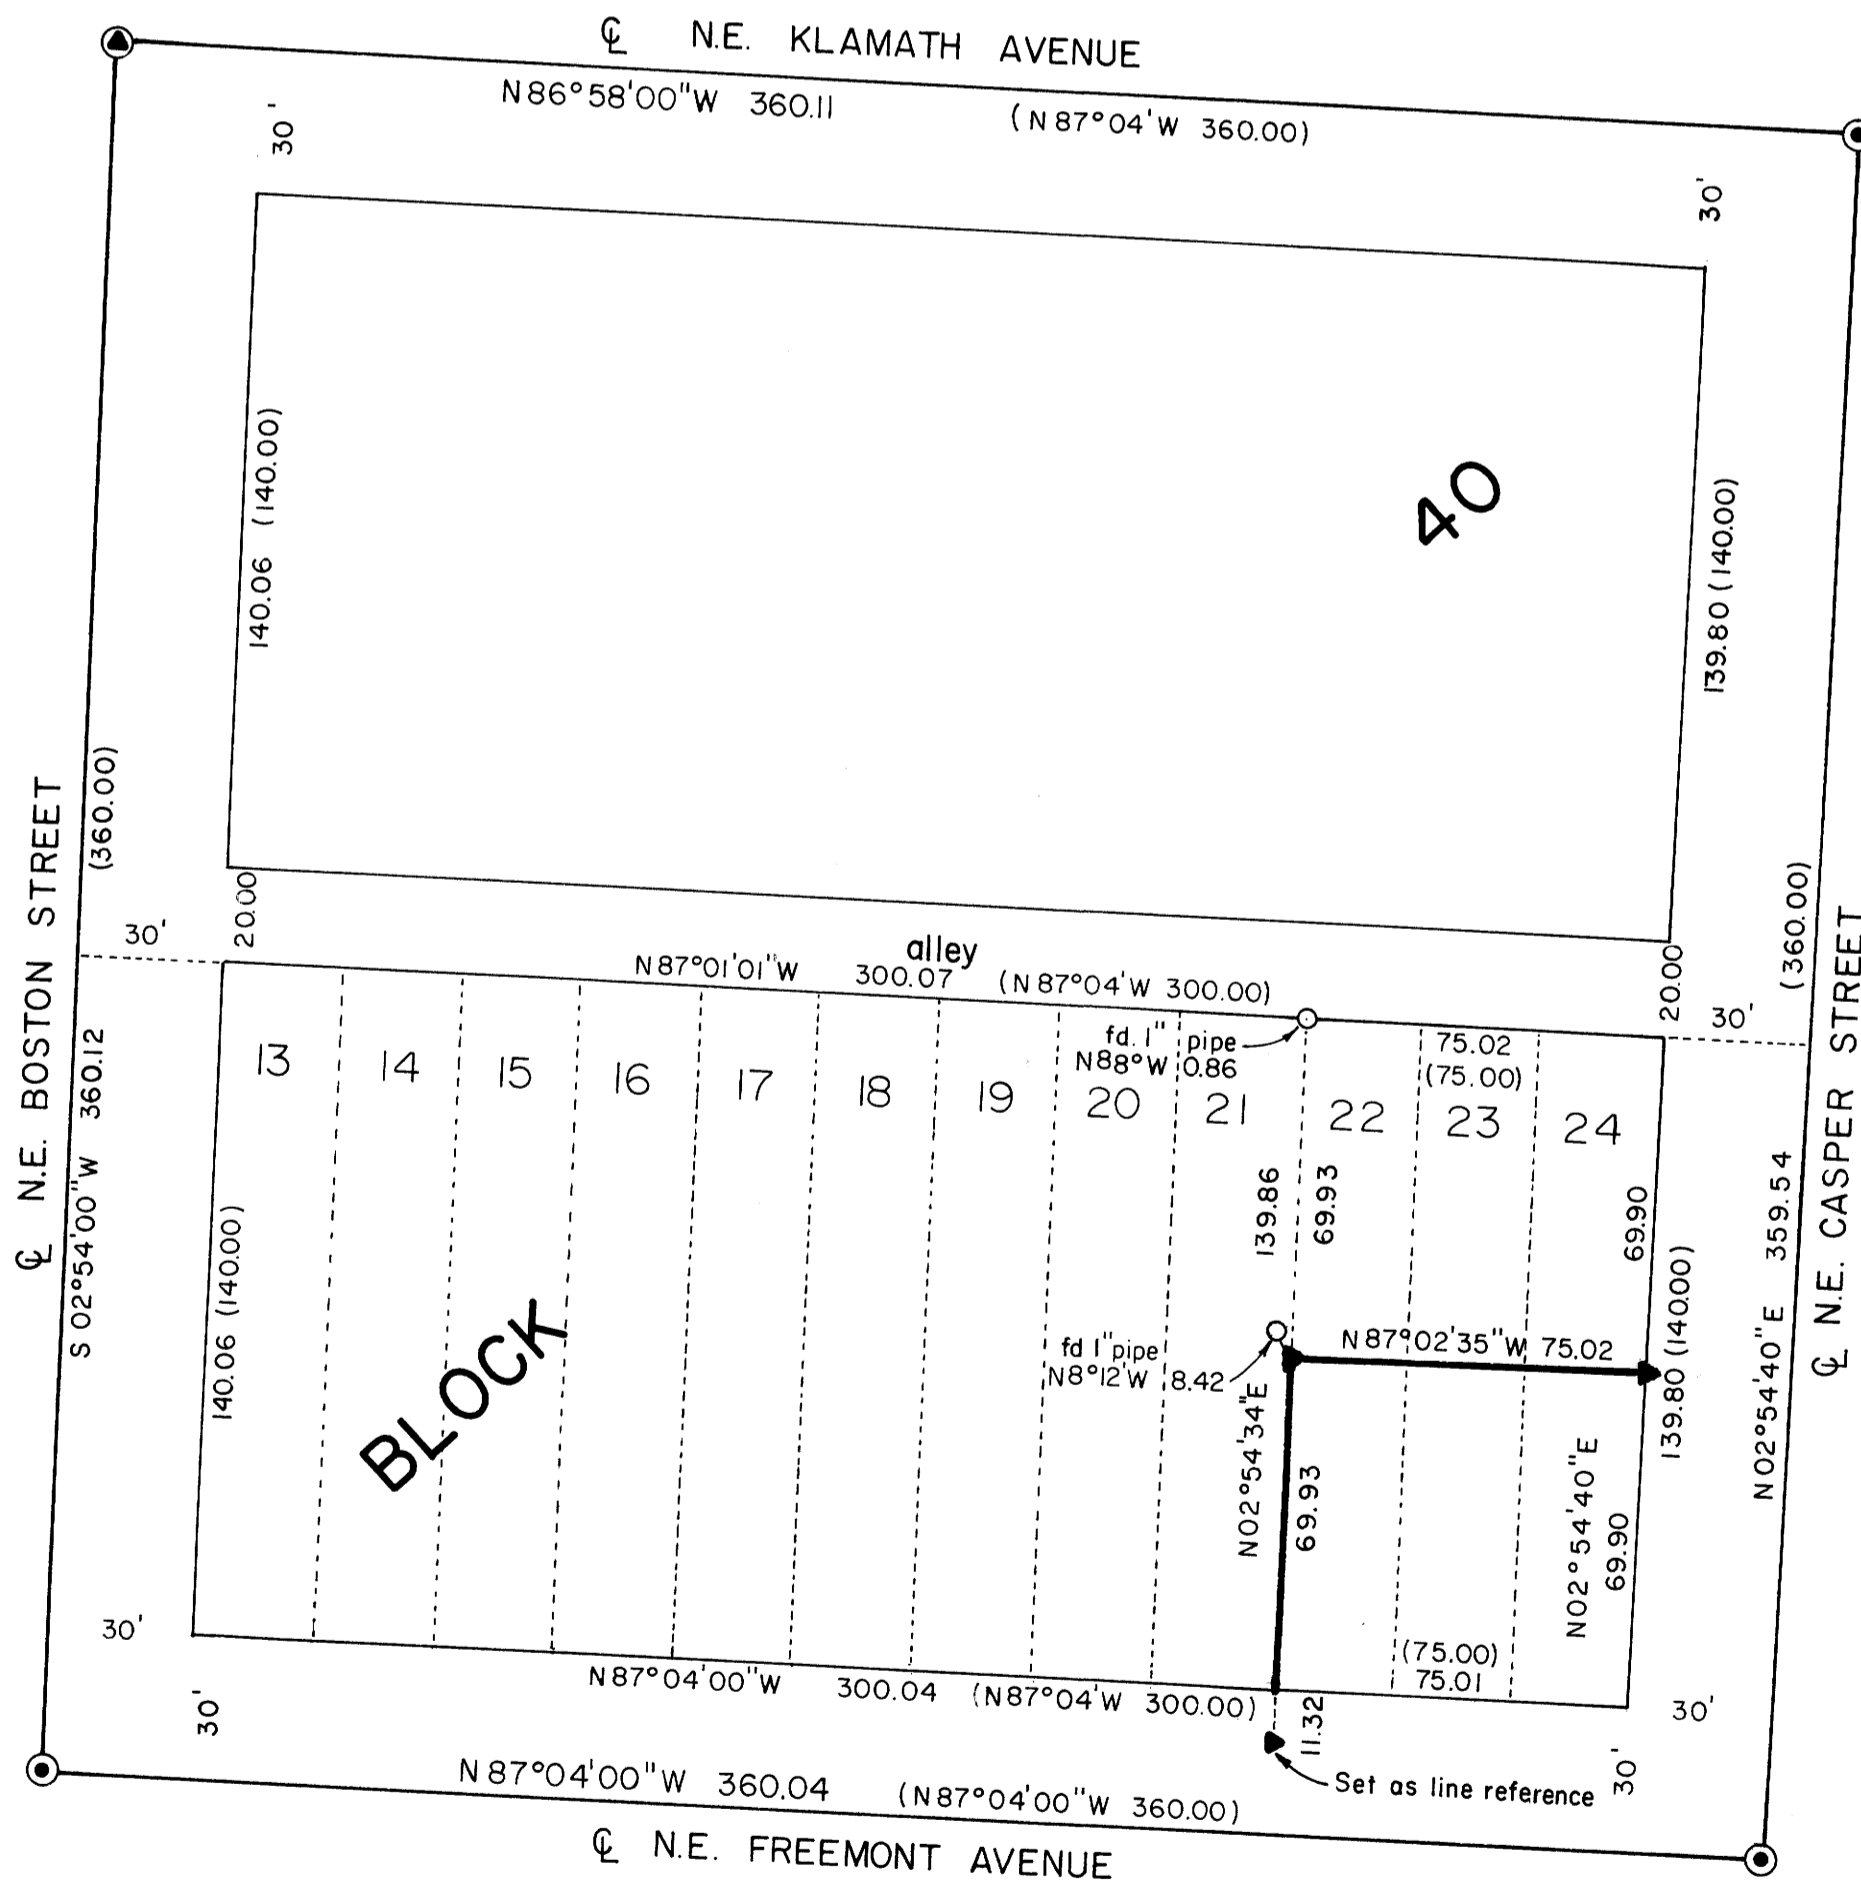 ℄ N.E. KLAMATH AVENUE
N86°58'00"W 360.11 (N87°04'W 360.00)
30'
30'
140.06 (140.00)
40
139.80 (140.00)
℄ N.E. BOSTON STREET
(360.00)
S 02°54'00"W 360.12
℄ N.E. CASPER STREET
(360.00)
N02°54'40"E 359.54
30'
20.00
alley
N87°01'01"W 300.07 (N87°04'W 300.00)
20.00
30'
fd. 1" pipe
N88°W 0.86
75.02
(75.00)
13 14 15 16 17 18 19 20 21 22 23 24
139.86
69.93
69.90
140.06 (140.00)
BLOCK
fd 1" pipe
N8°12'W 8.42
N87°02'35"W 75.02
139.80 (140.00)
N02°54'34"E
69.93
N02°54'40"E
69.90
30'
(75.00)
75.01
N87°04'00"W 300.04 (N87°04'W 300.00)
11.32
30'
30'
30'
Set as line reference
N87°04'00"W 360.04 (N87°04'00"W 360.00)
℄ N.E. FREEMONT AVENUE